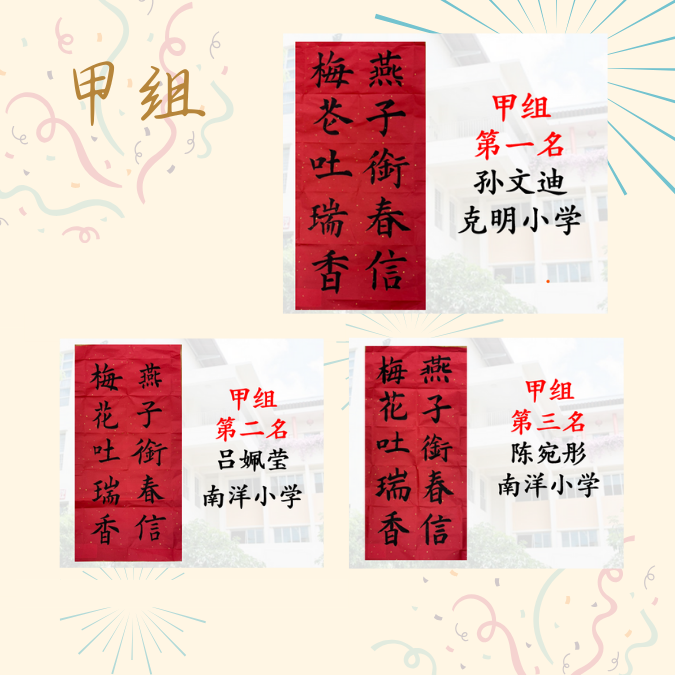 甲组
燕子銜春信
梅花吐瑞香
甲组
第一名
孙文迪
克明小学
燕子銜春信
梅花吐瑞香
甲组
第二名
吕姵莹
南洋小学
燕子銜春信
梅花吐瑞香
甲组
第三名
陈宛彤
南洋小学